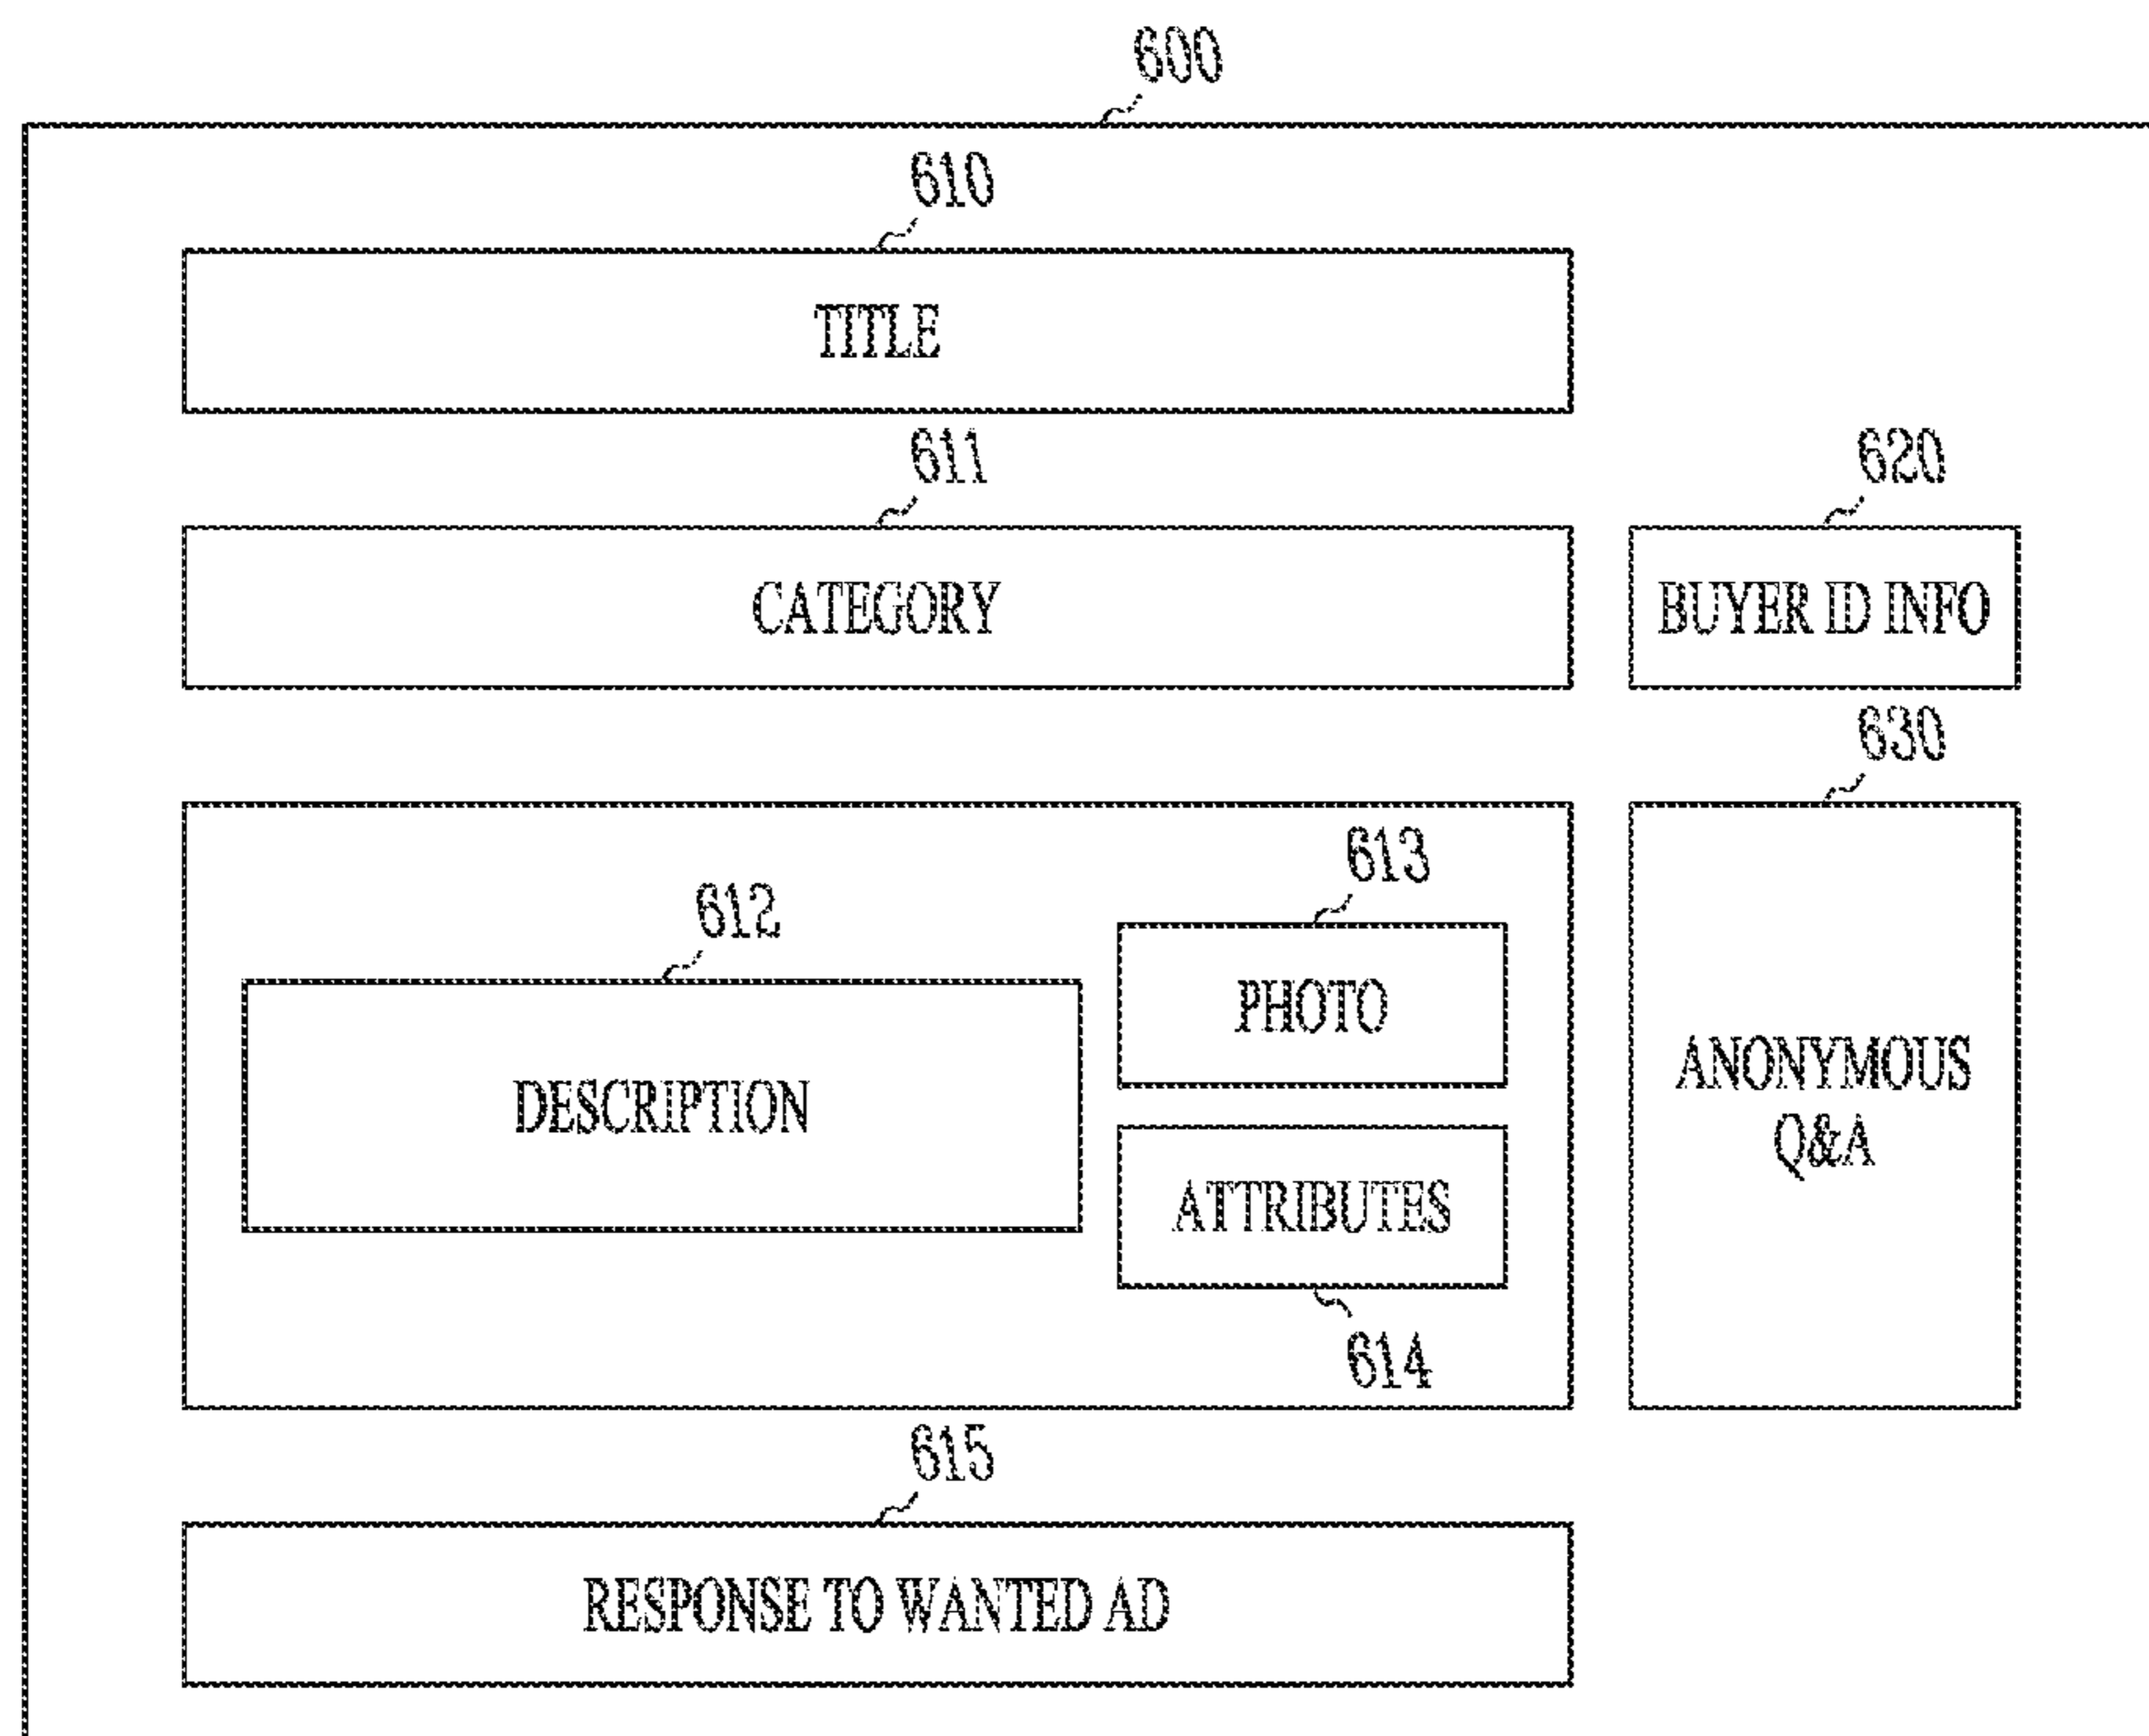 600
610
TITLE
611
CATEGORY
620
BUYER ID INFO
612
DESCRIPTION
613
PHOTO
ATTRIBUTES
614
630
ANONYMOUS
Q&A
615
RESPONSE TO WANTED AD